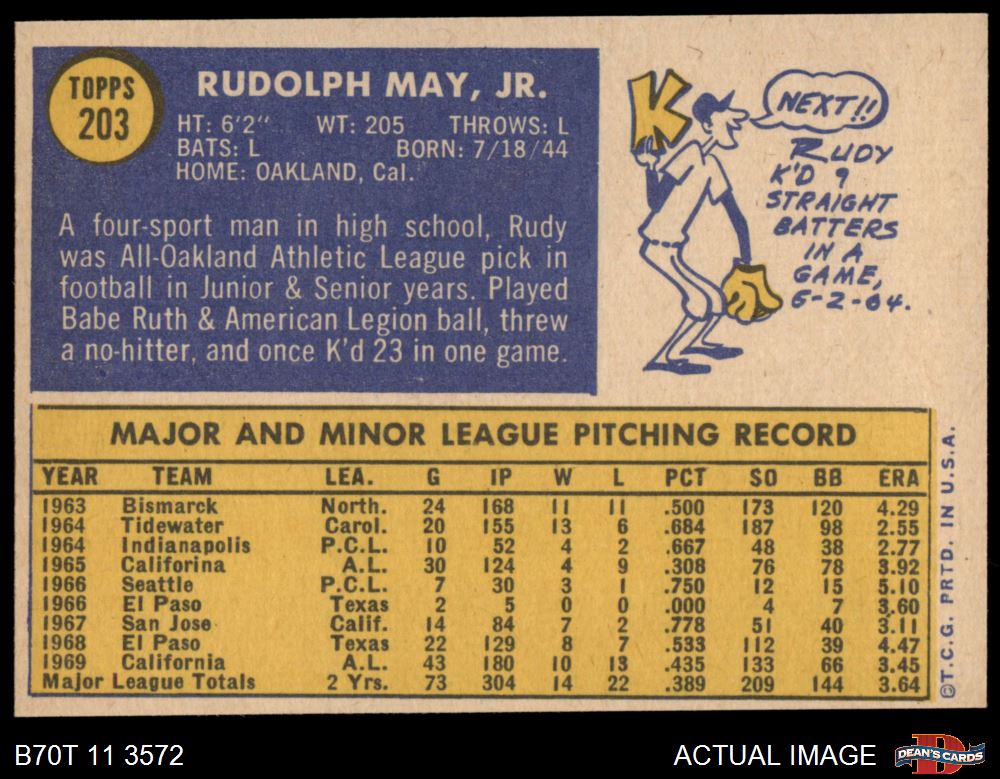 TOPPS
203
RUDOLPH MAY, JR.
HT: 6'2" WT: 205 THROWS: L
BATS: L BORN: 7/18/44
HOME: OAKLAND, Cal.
A four-sport man in high school, Rudy
was All-Oakland Athletic League pick in
football in Junior & Senior years. Played
Babe Ruth & American Legion ball, threw
a no-hitter, and once K'd 23 in one game.
K
NEXT!!
RUDY
K'D 9
STRAIGHT
BATTERS
IN A
GAME,
6-2-64.
MAJOR AND MINOR LEAGUE PITCHING RECORD
YEAR TEAM LEA. G IP W L PCT SO BB ERA
1963 Bismarck North. 24 168 11 11 .500 173 120 4.29
1964 Tidewater Carol. 20 155 13 6 .684 187 98 2.55
1964 Indianapolis P.C.L. 10 52 4 2 .667 48 38 2.77
1965 Califorina A.L. 30 124 4 9 .308 76 78 3.92
1966 Seattle P.C.L. 7 30 3 1 .750 12 15 5.10
1966 El Paso Texas 2 5 0 0 .000 4 7 3.60
1967 San Jose Calif. 14 84 7 2 .778 51 40 3.11
1968 El Paso Texas 22 129 8 7 .533 112 39 4.47
1969 California A.L. 43 180 10 13 .435 133 66 3.45
Major League Totals 2 Yrs. 73 304 14 22 .389 209 144 3.64
©T.C.G. PRTD. IN U.S.A.
B70T 11 3572
ACTUAL IMAGE
DEAN'S CARDS